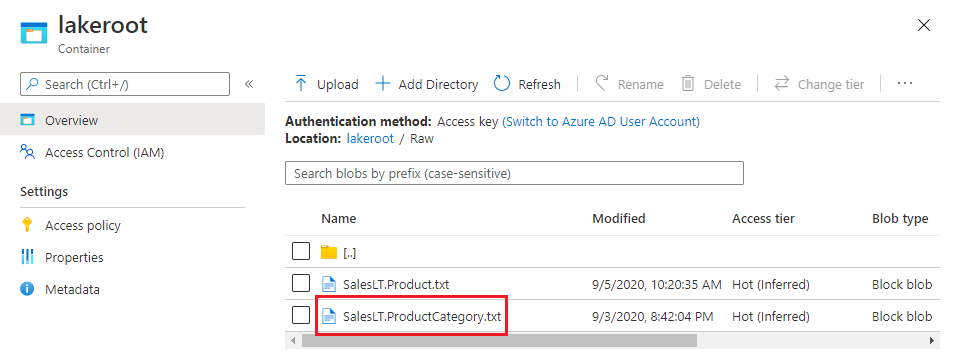 lakeroot
Container
Search (Ctrl+/)
«
Overview
Access Control (IAM)
Settings
Access policy
Properties
Metadata
Upload + Add Directory Refresh Rename Delete Change tier ...
Authentication method: Access key (Switch to Azure AD User Account)
Location: lakeroot / Raw
Search blobs by prefix (case-sensitive)
Name Modified Access tier Blob type
[..]
SalesLT.Product.txt 9/5/2020, 10:20:35 AM Hot (Inferred) Block blob
SalesLT.ProductCategory.txt 9/3/2020, 8:42:04 PM Hot (Inferred) Block blob